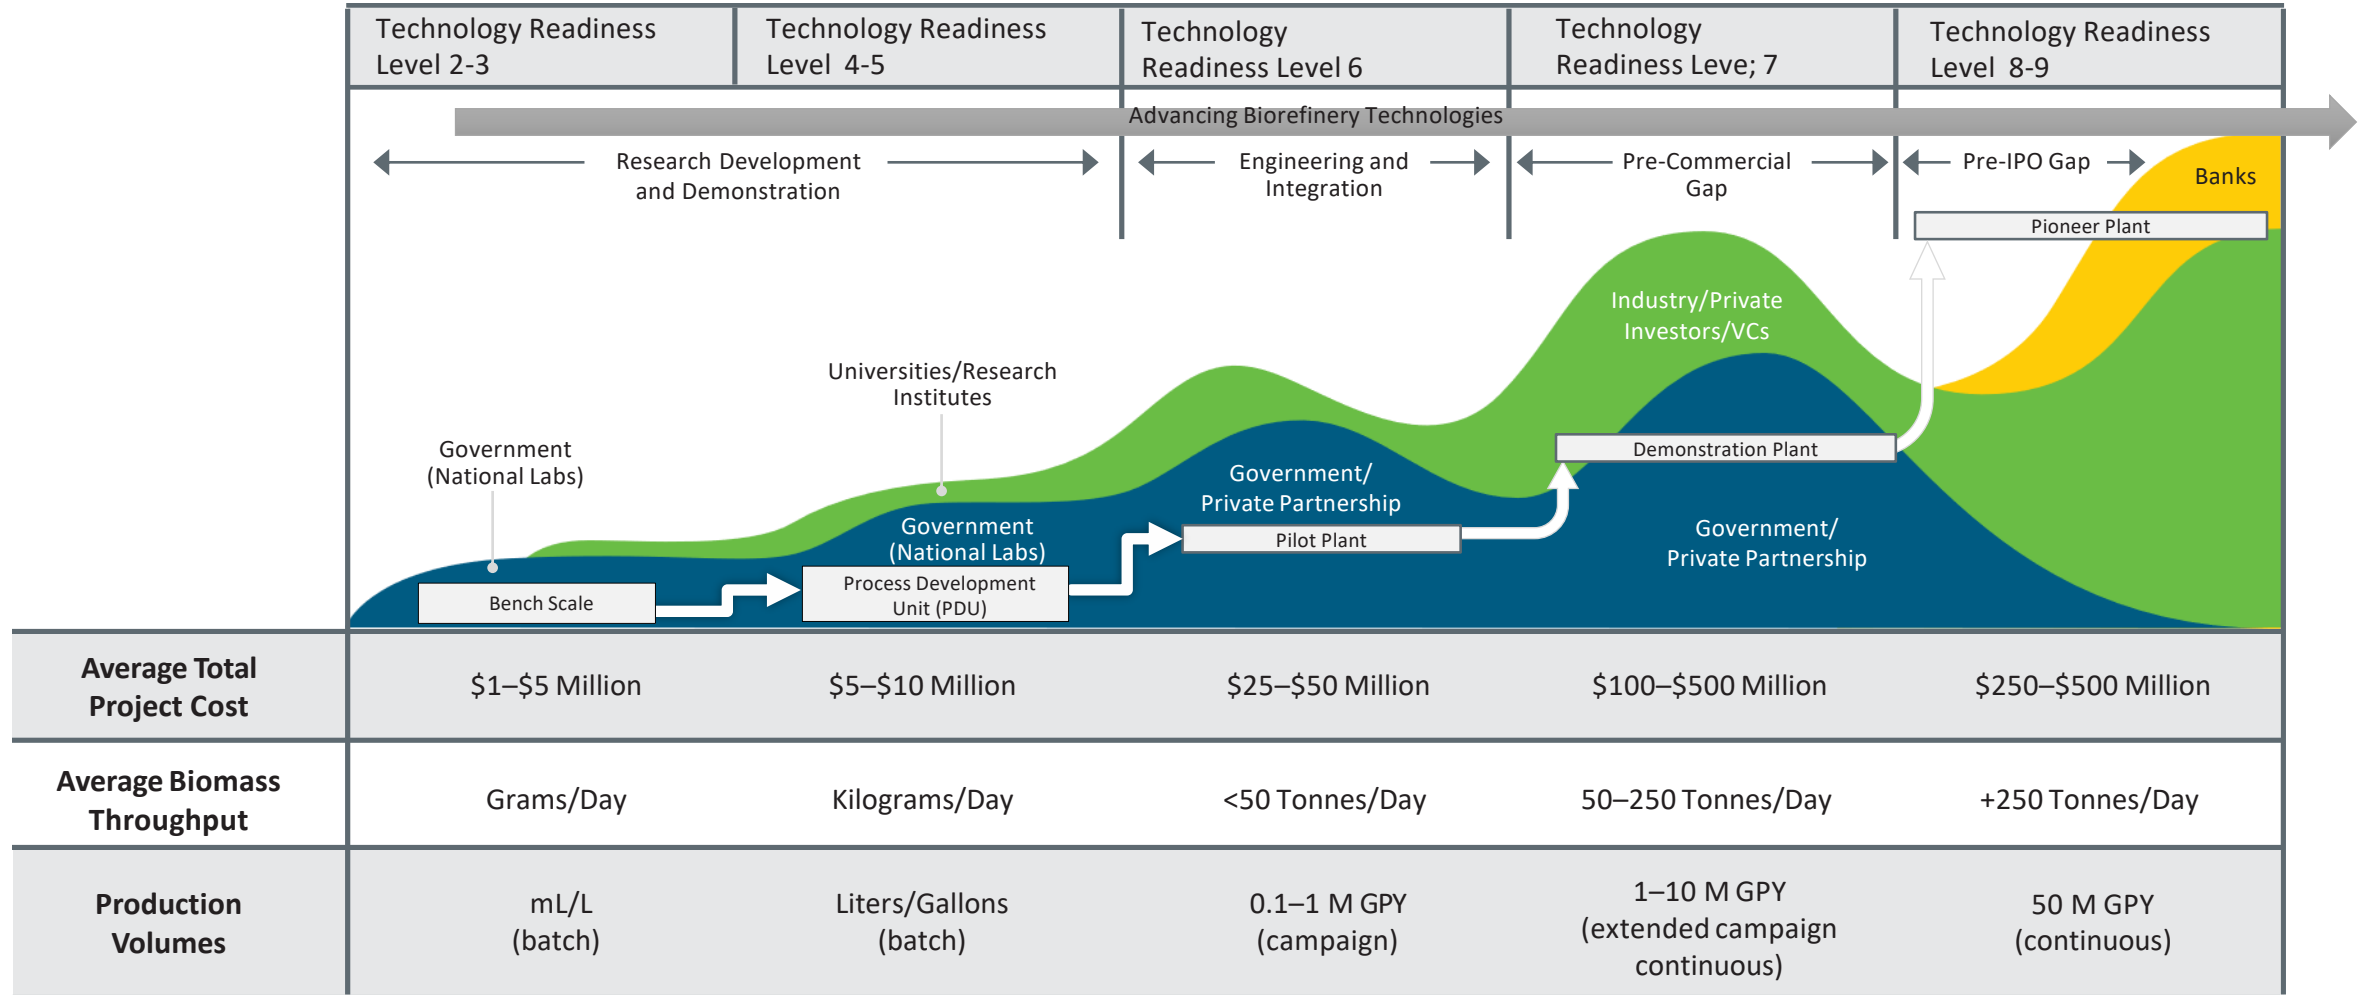 Technology Readiness
Level 2-3
Technology Readiness
Level 4-5
Technology
Readiness Level 6
Technology
Readiness Leve; 7
Technology Readiness
Level 8-9
Advancing Biorefinery Technologies
Research Development
and Demonstration
Engineering and
Integration
Pre-Commercial
Gap
Pre-IPO Gap
Banks
Pioneer Plant
Industry/Private
Investors/VCs
Universities/Research
Institutes
Government
(National Labs)
Demonstration Plant
Government/
Private Partnership
Government
(National Labs)
Pilot Plant
Government/
Private Partnership
Process Development
Unit (PDU)
Bench Scale
Average Total
Project Cost
$1–$5 Million
$5–$10 Million
$25–$50 Million
$100–$500 Million
$250–$500 Million
Average Biomass
Throughput
Grams/Day
Kilograms/Day
<50 Tonnes/Day
50–250 Tonnes/Day
+250 Tonnes/Day
Production
Volumes
mL/L
(batch)
Liters/Gallons
(batch)
0.1–1 M GPY
(campaign)
1–10 M GPY
(extended campaign
continuous)
50 M GPY
(continuous)